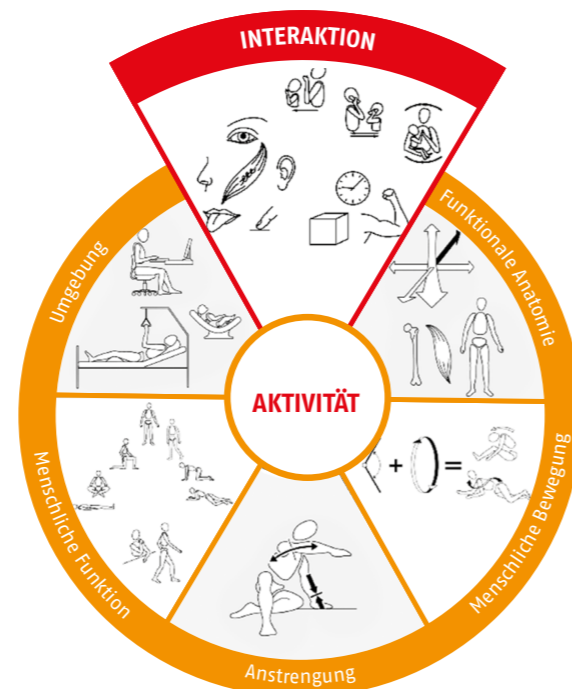 INTERAKTION
Funktionale Anatomie
Menschliche Bewegung
Anstrengung
Menschliche Funktion
Umgebung
AKTIVITÄT
+
=